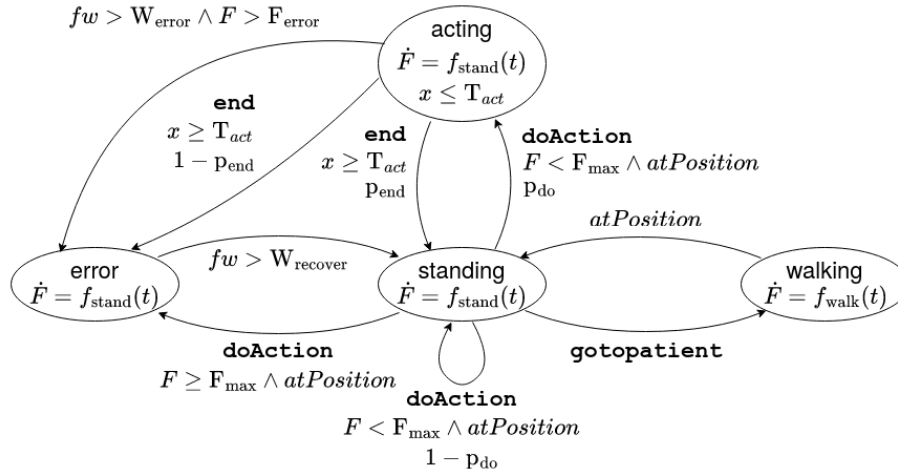 fw > W_error ∧ F > F_error
acting
Ḟ = f_stand(t)
x ≤ T_act
end
x ≥ T_act
1 − p_end
end
x ≥ T_act
p_end
doAction
F < F_max ∧ atPosition
p_do
atPosition
error
Ḟ = f_stand(t)
fw > W_recover
standing
Ḟ = f_stand(t)
walking
Ḟ = f_walk(t)
doAction
F ≥ F_max ∧ atPosition
gotopatient
doAction
F < F_max ∧ atPosition
1 − p_do